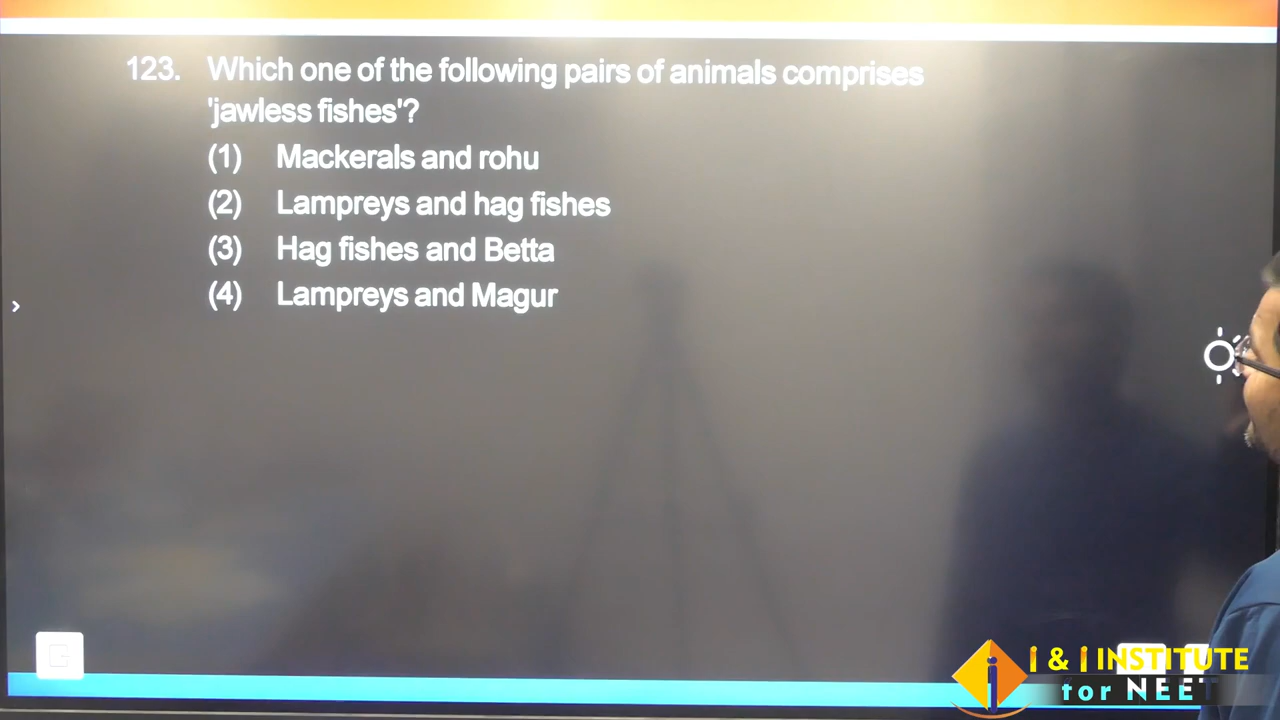 123. Which one of the following pairs of animals comprises
'jawless fishes'?
(1) Mackerals and rohu
(2) Lampreys and hag fishes
(3) Hag fishes and Betta
(4) Lampreys and Magur
i & i INSTITUTE
for NEET